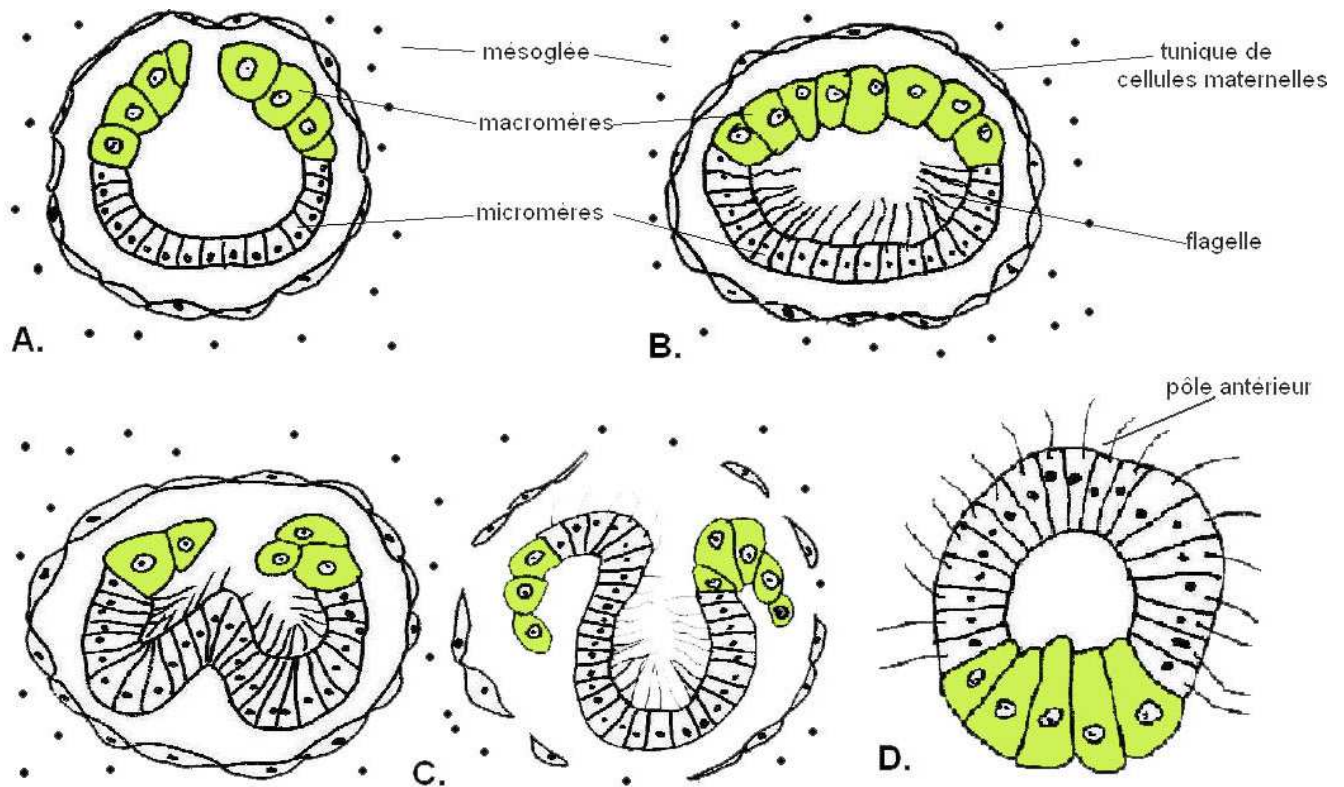 mésoglée
tunique de
cellules maternelles
macromères
micromères
flagelle
A.
B.
pôle antérieur
C.
D.